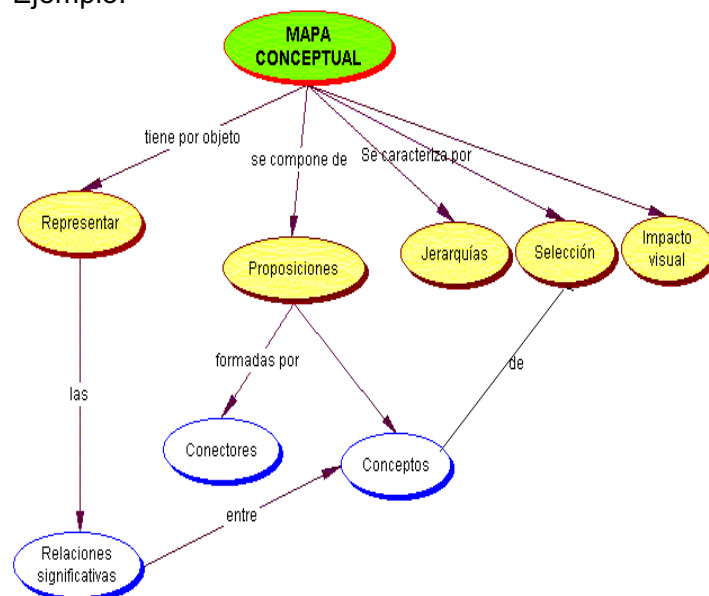 Ejemplo:
MAPA
CONCEPTUAL
tiene por objeto
se compone de
Se caracteriza por
Representar
Proposiciones
Jerarquías
Selección
Impacto
visual
formadas por
de
las
Conectores
Conceptos
entre
Relaciones
significativas